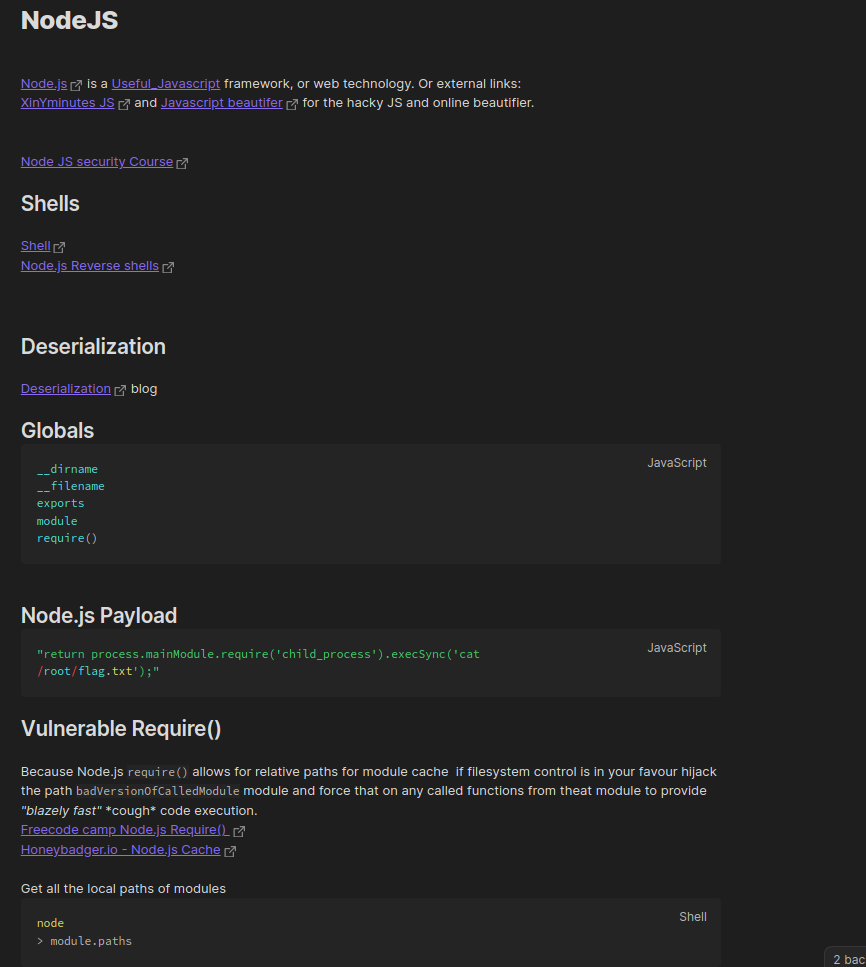 NodeJS
Node.js is a Useful_Javascript framework, or web technology. Or external links:
XinYminutes JS and Javascript beautifer for the hacky JS and online beautifier.
Node JS security Course
Shells
Shell
Node.js Reverse shells
Deserialization
Deserialization blog
Globals
JavaScript
__dirname
__filename
exports
module
require()
Node.js Payload
JavaScript
"return process.mainModule.require('child_process').execSync('cat
/root/flag.txt');"
Vulnerable Require()
Because Node.js require() allows for relative paths for module cache  if filesystem control is in your favour hijack
the path badVersionOfCalledModule module and force that on any called functions from theat module to provide
"blazely fast" *cough* code execution.
Freecode camp Node.js Require()
Honeybadger.io - Node.js Cache
Get all the local paths of modules
Shell
node
> module.paths
2 bac